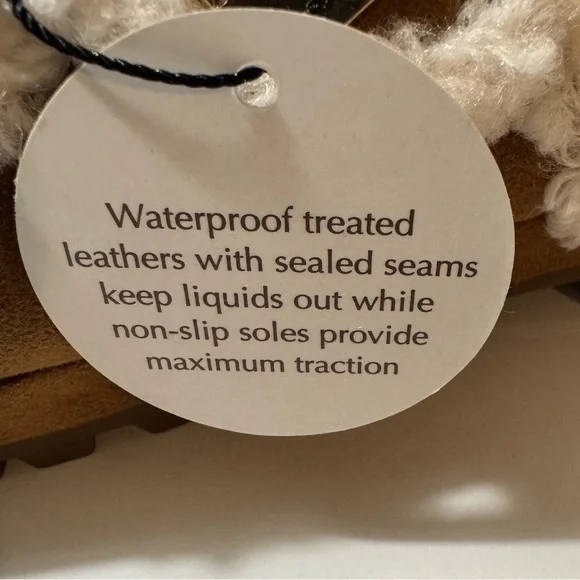 Waterproof treated
leathers with sealed seams
keep liquids out while
non-slip soles provide
maximum traction